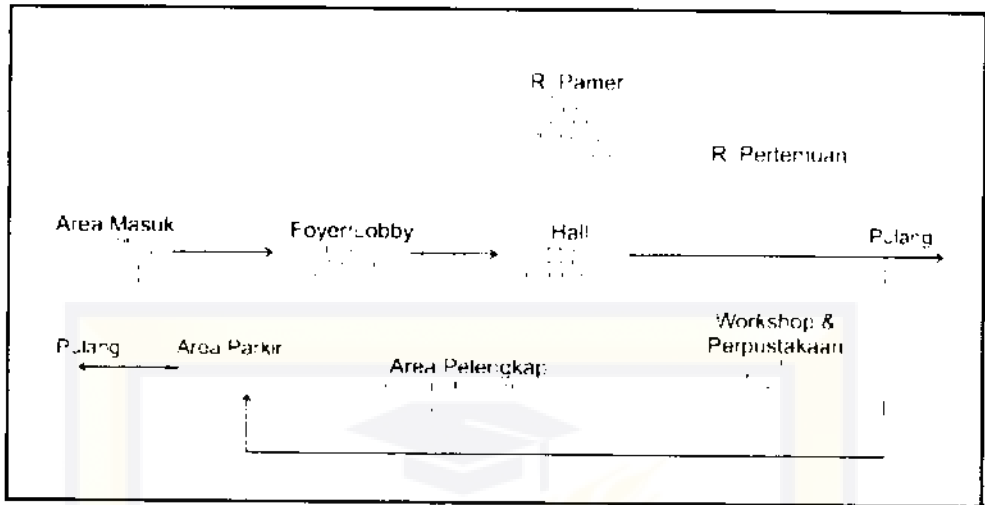 R. Pamer
R. Pertemuan
Area Masuk
Foyer/Lobby
Hall
Pulang
Workshop &
Perpustakaan
Pulang
Area Parkir
Area Pelengkap